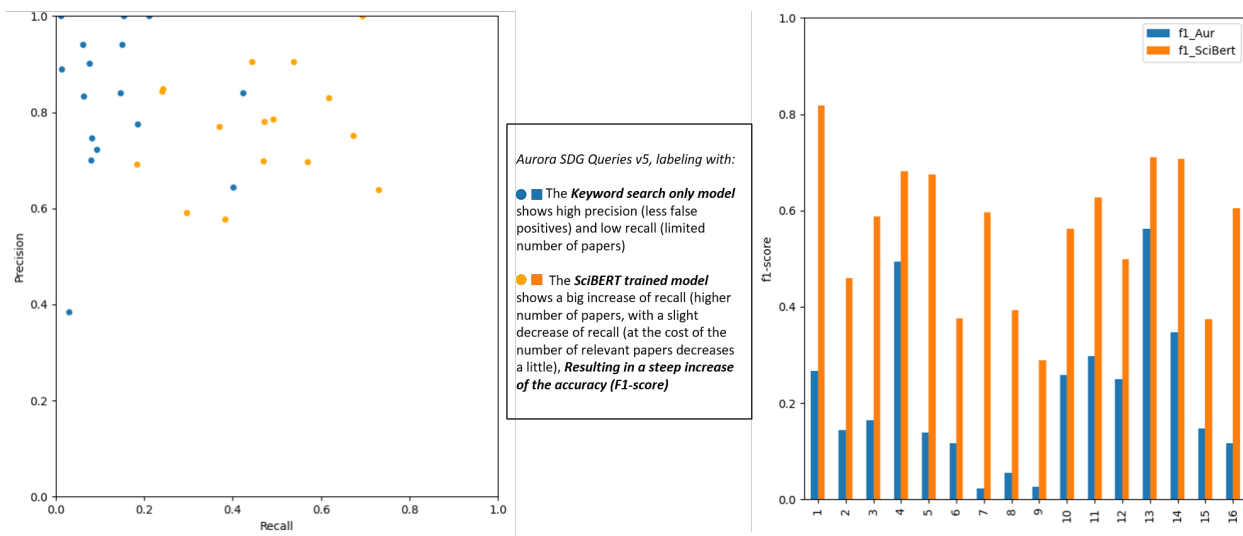 1.0
0.8
0.6
0.4
0.2
0.0
Precision
0.0 0.2 0.4 0.6 0.8 1.0
Recall
Aurora SDG Queries v5, labeling with:
The Keyword search only model
shows high precision (less false
positives) and low recall (limited
number of papers)
The SciBERT trained model
shows a big increase of recall (higher
number of papers, with a slight
decrease of recall (at the cost of the
number of relevant papers decreases
a little), Resulting in a steep increase
of the accuracy (F1-score)
f1_Aur
f1_SciBert
1.0
0.8
0.6
0.4
0.2
0.0
f1-score
1 2 3 4 5 6 7 8 9 10 11 12 13 14 15 16